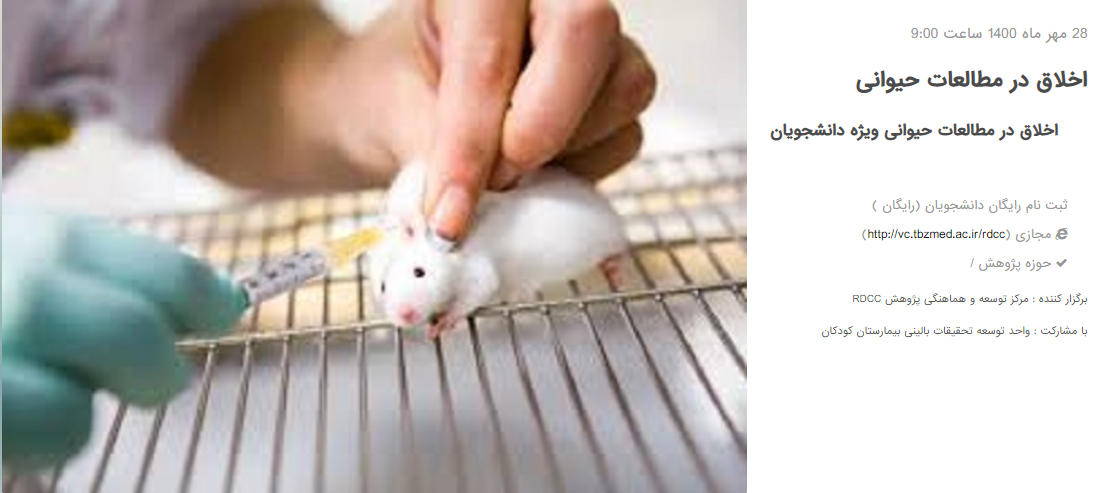 28 مهر ماه 1400 ساعت 9:00
اخلاق در مطالعات حیوانی
اخلاق در مطالعات حیوانی ویژه دانشجویان
ثبت نام رایگان دانشجویان (رایگان )
مجازی (http://vc.tbzmed.ac.ir/rdcc)
حوزه پژوهش /
برگزار کننده : مرکز توسعه و هماهنگی پژوهش RDCC
با مشارکت : واحد توسعه تحقیقات بالینی بیمارستان کودکان